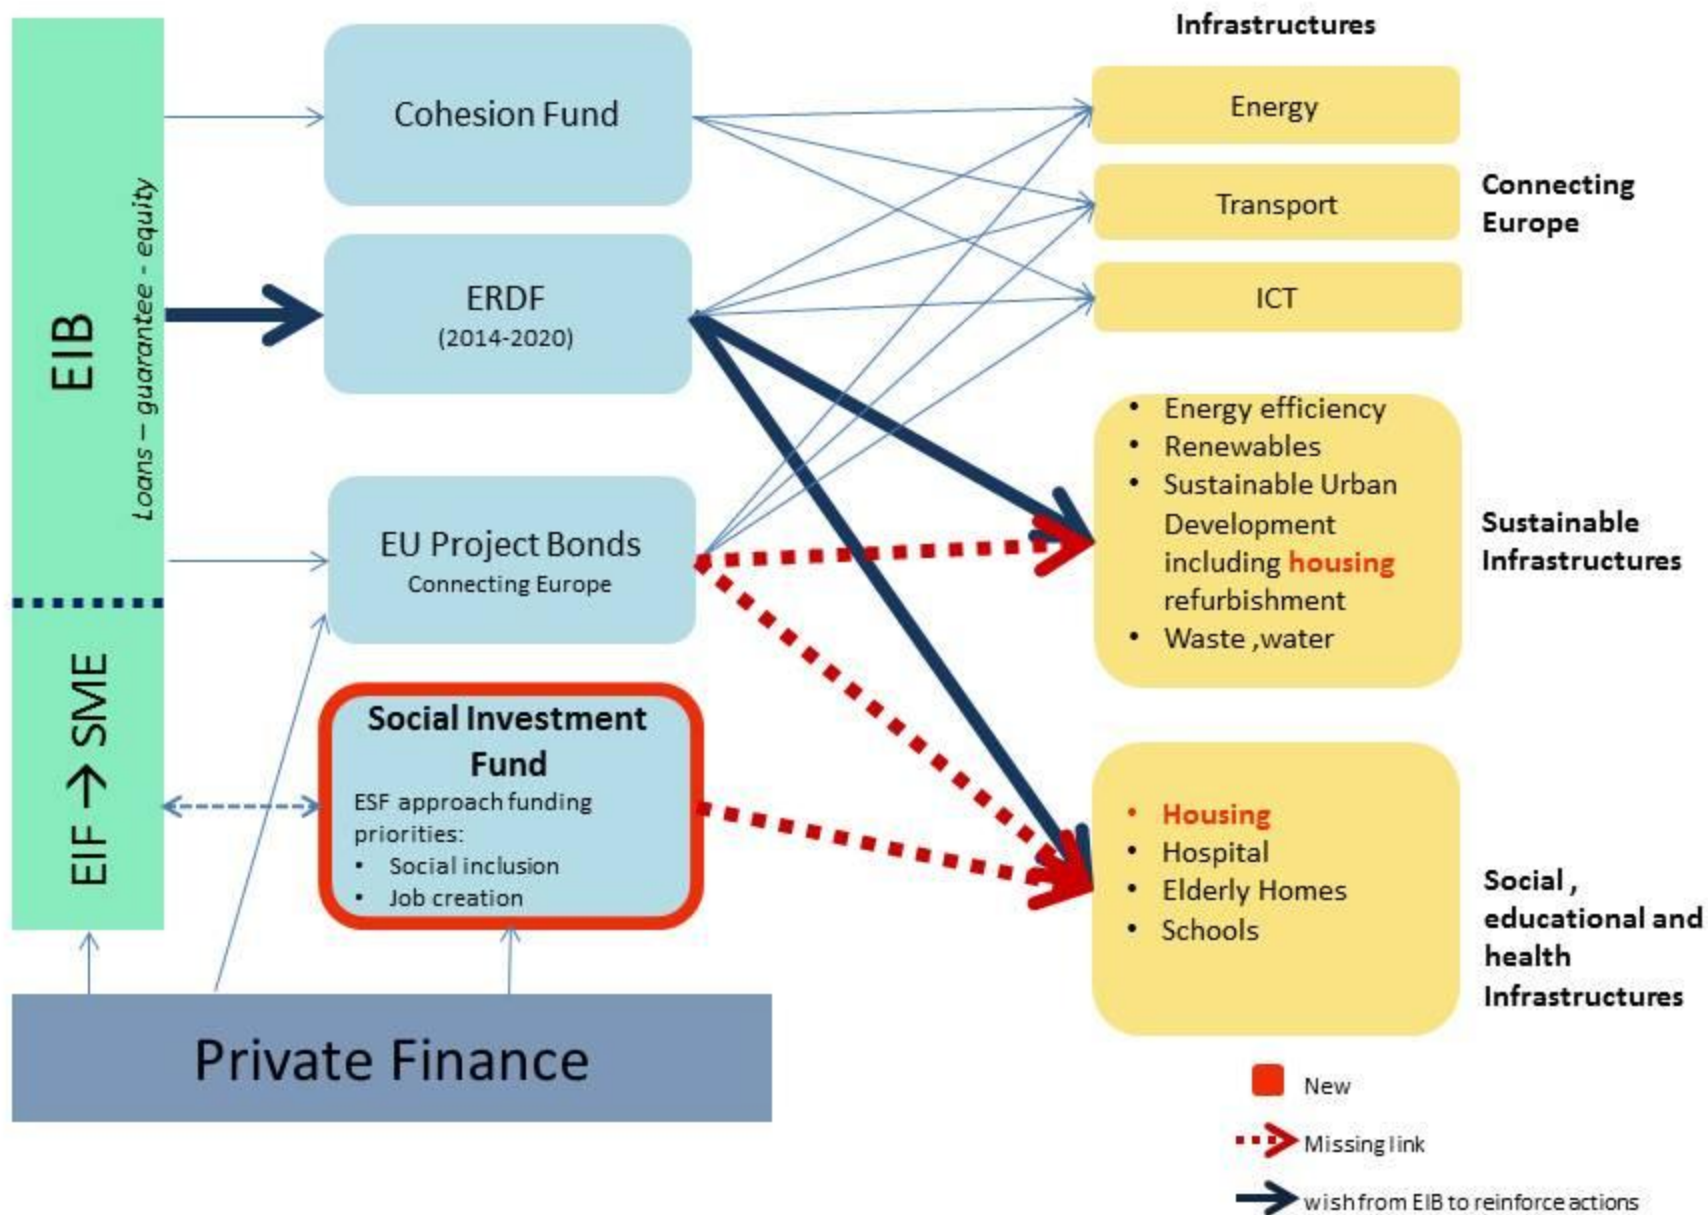 EIB
Loans – guarantee - equity
EIF → SME
Cohesion Fund
ERDF
(2014-2020)
EU Project Bonds
Connecting Europe
Social Investment
Fund
ESF approach funding
priorities:
• Social inclusion
• Job creation
Private Finance
Infrastructures
Energy
Transport
ICT
Connecting
Europe
• Energy efficiency
• Renewables
• Sustainable Urban
Development
including housing
refurbishment
• Waste ,water
Sustainable
Infrastructures
• Housing
• Hospital
• Elderly Homes
• Schools
Social ,
educational and
health
Infrastructures
New
Missing link
wish from EIB to reinforce actions